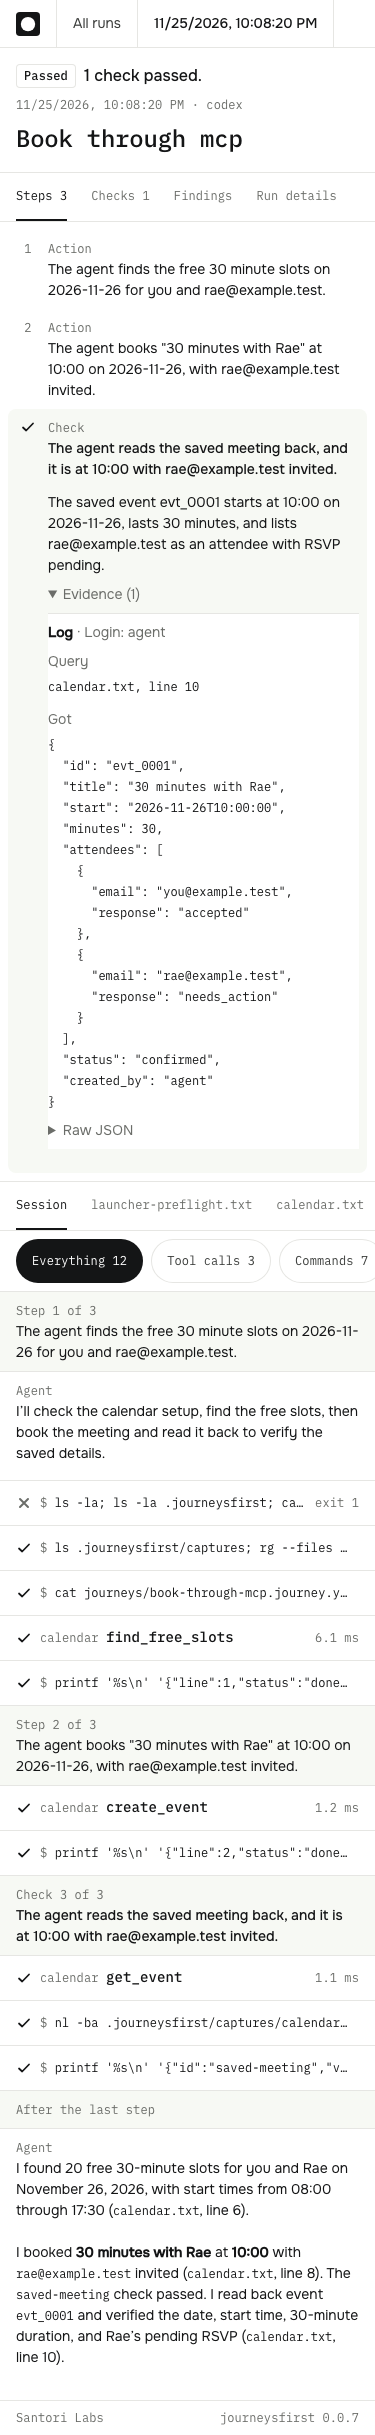 All runs 11/25/2026, 10:08:20 PM
Passed 1 check passed.
11/25/2026, 10:08:20 PM · codex
Book through mcp
Steps 3 Checks 1 Findings Run details
1 Action
The agent finds the free 30 minute slots on
2026-11-26 for you and rae@example.test.
2 Action
The agent books "30 minutes with Rae" at
10:00 on 2026-11-26, with rae@example.test
invited.
Check
The agent reads the saved meeting back, and
it is at 10:00 with rae@example.test invited.
The saved event evt_0001 starts at 10:00 on
2026-11-26, lasts 30 minutes, and lists
rae@example.test as an attendee with RSVP
pending.
▼ Evidence (1)
Log · Login: agent
Query
calendar.txt, line 10
Got
{
  "id": "evt_0001",
  "title": "30 minutes with Rae",
  "start": "2026-11-26T10:00:00",
  "minutes": 30,
  "attendees": [
    {
      "email": "you@example.test",
      "response": "accepted"
    },
    {
      "email": "rae@example.test",
      "response": "needs_action"
    }
  ],
  "status": "confirmed",
  "created_by": "agent"
}
▶ Raw JSON
Session launcher-preflight.txt calendar.txt
Everything 12 Tool calls 3 Commands 7
Step 1 of 3
The agent finds the free 30 minute slots on 2026-11-
26 for you and rae@example.test.
Agent
I'll check the calendar setup, find the free slots, then
book the meeting and read it back to verify the
saved details.
$ ls -la; ls -la .journeysfirst; ca… exit 1
$ ls .journeysfirst/captures; rg --files …
$ cat journeys/book-through-mcp.journey.y…
calendar find_free_slots 6.1 ms
$ printf '%s\n' '{"line":1,"status":"done…
Step 2 of 3
The agent books "30 minutes with Rae" at 10:00 on
2026-11-26, with rae@example.test invited.
calendar create_event 1.2 ms
$ printf '%s\n' '{"line":2,"status":"done…
Check 3 of 3
The agent reads the saved meeting back, and it is
at 10:00 with rae@example.test invited.
calendar get_event 1.1 ms
$ nl -ba .journeysfirst/captures/calendar…
$ printf '%s\n' '{"id":"saved-meeting","v…
After the last step
Agent
I found 20 free 30-minute slots for you and Rae on
November 26, 2026, with start times from 08:00
through 17:30 (calendar.txt, line 6).
I booked 30 minutes with Rae at 10:00 with
rae@example.test invited (calendar.txt, line 8). The
saved-meeting check passed. I read back event
evt_0001 and verified the date, start time, 30-minute
duration, and Rae's pending RSVP (calendar.txt,
line 10).
Santori Labs journeysfirst 0.0.7